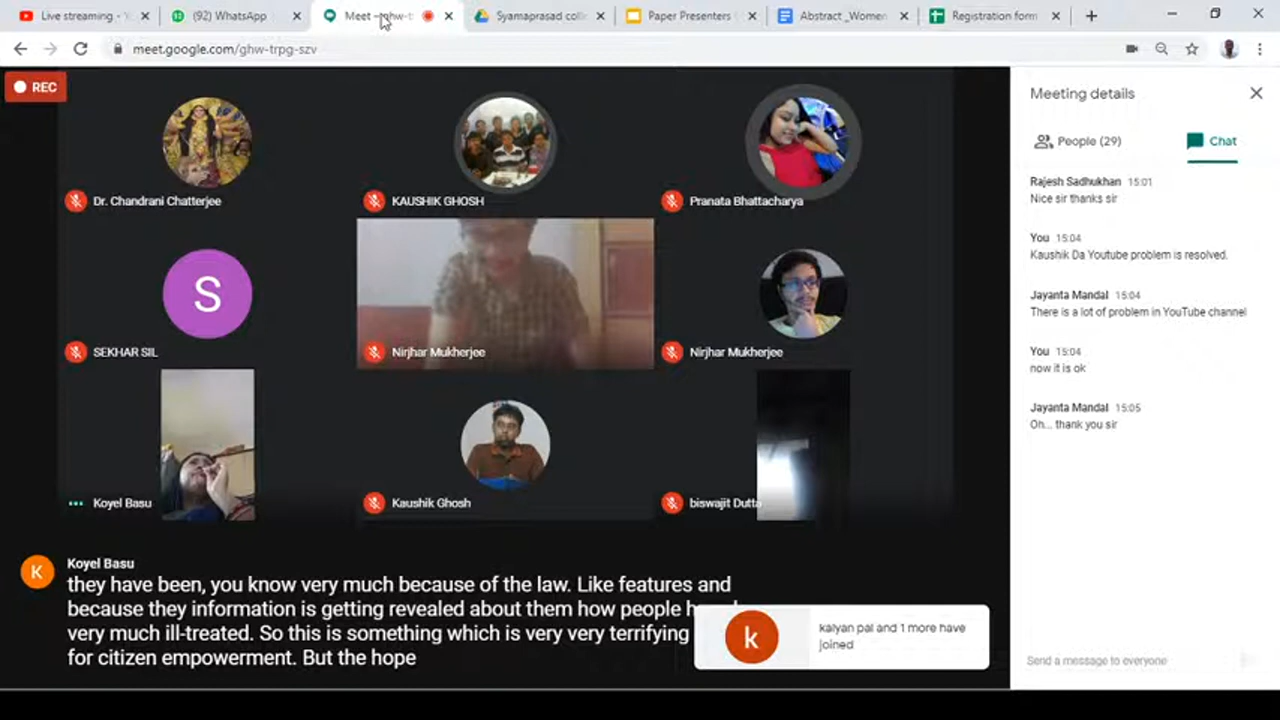 Live streaming - Y
(92) WhatsApp
Meet – ghw-t
Syamaprasad coll
Paper Presenters
Abstract _Women
Registration form
meet.google.com/ghw-trpg-szv
REC
Dr. Chandrani Chatterjee
KAUSHIK GHOSH
Pranata Bhattacharya
S
SEKHAR SIL
Nirjhar Mukherjee
Nirjhar Mukherjee
Koyel Basu
Kaushik Ghosh
biswajit Dutta
K
Koyel Basu
they have been, you know very much because of the law. Like features and
because they information is getting revealed about them how people
very much ill-treated. So this is something which is very very terrifying
for citizen empowerment. But the hope
k
kalyan pal and 1 more have
joined
Meeting details
People (29)
Chat
Rajesh Sadhukhan 15:01
Nice sir thanks sir
You 15:04
Kaushik Da Youtube problem is resolved.
Jayanta Mandal 15:04
There is a lot of problem in YouTube channel
You 15:04
now it is ok
Jayanta Mandal 15:05
Oh... thank you sir
Send a message to everyone